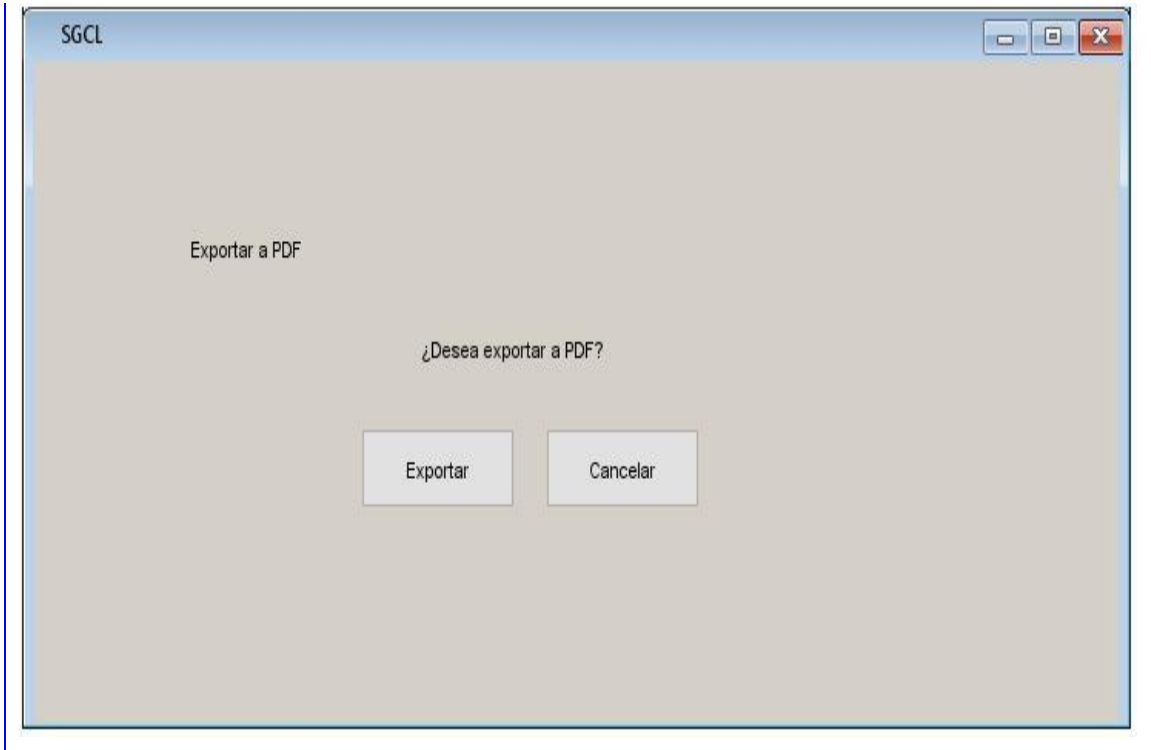 SGCL
Exportar a PDF
¿Desea exportar a PDF?
Exportar
Cancelar